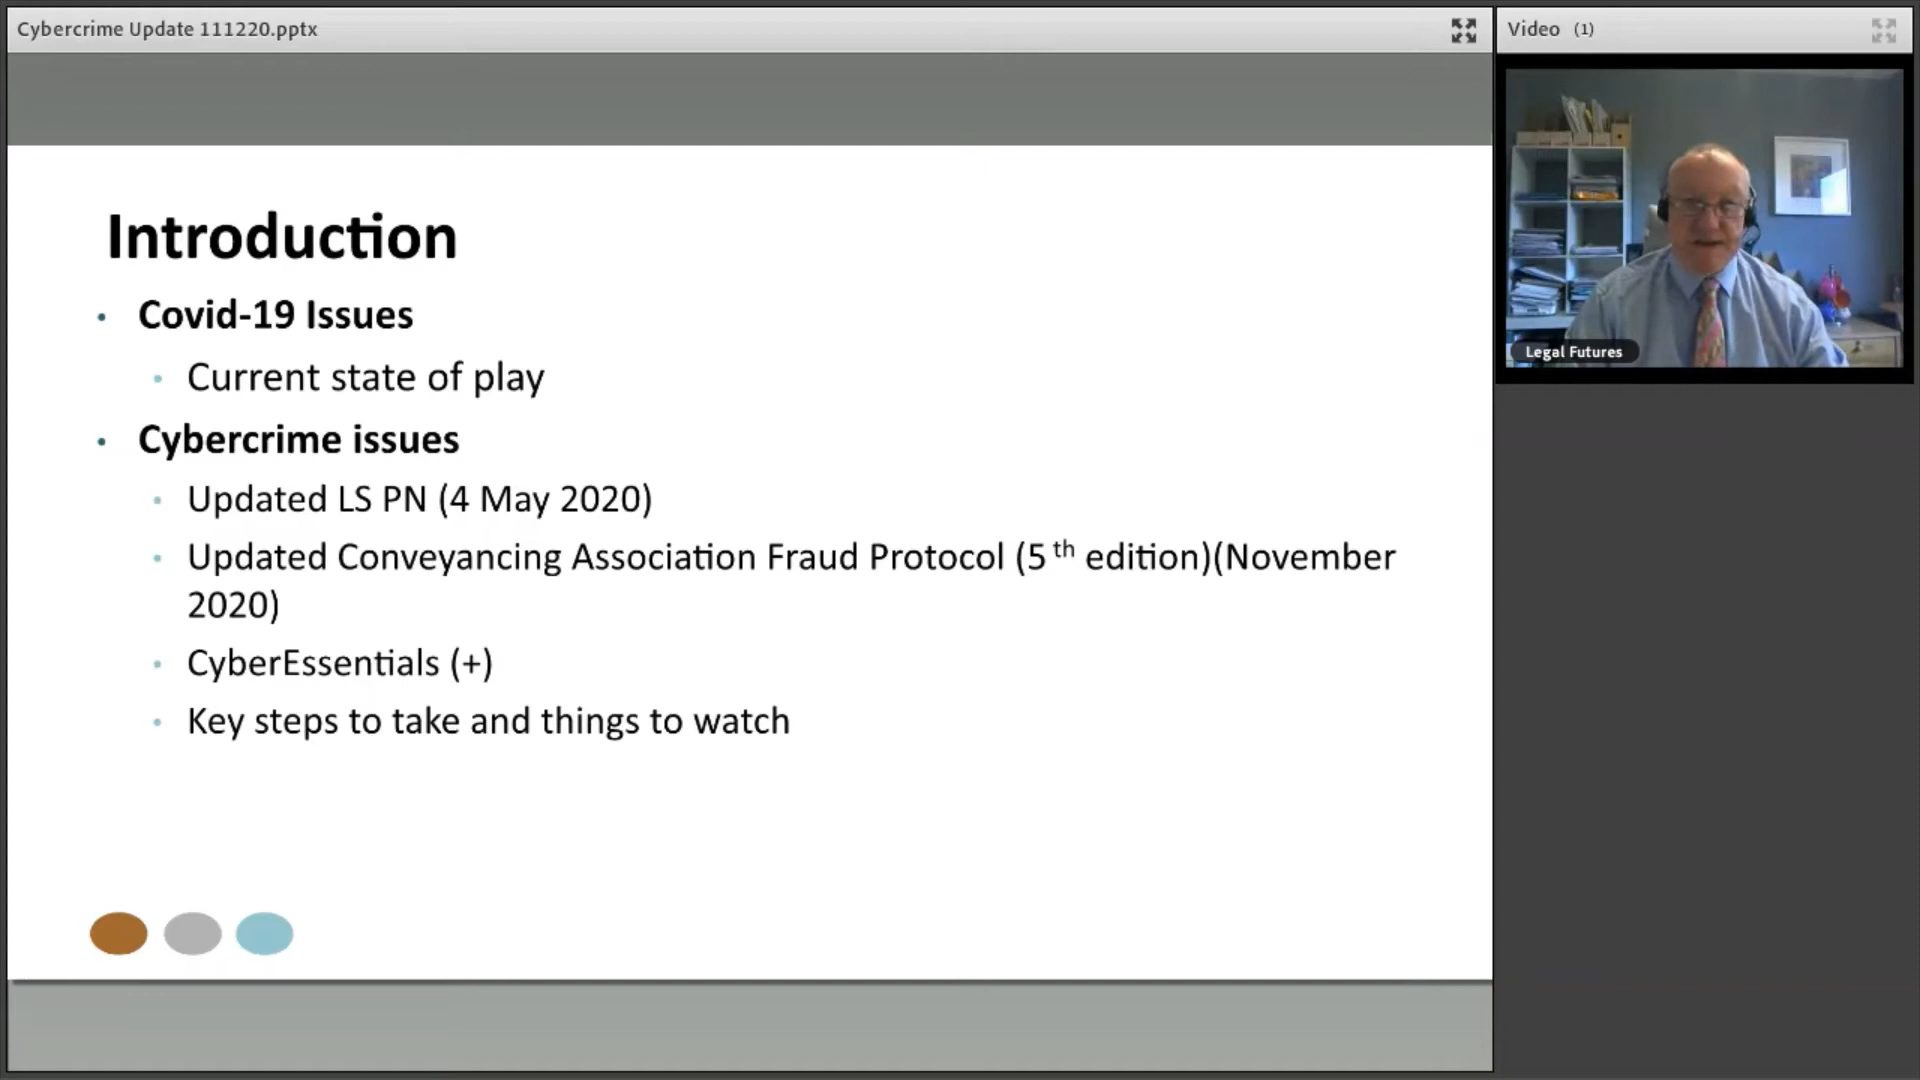 Cybercrime Update 111220.pptx
Video (1)
Introduction
• Covid-19 Issues
• Current state of play
• Cybercrime issues
• Updated LS PN (4 May 2020)
• Updated Conveyancing Association Fraud Protocol (5 th edition)(November
2020)
• CyberEssentials (+)
• Key steps to take and things to watch
Legal Futures